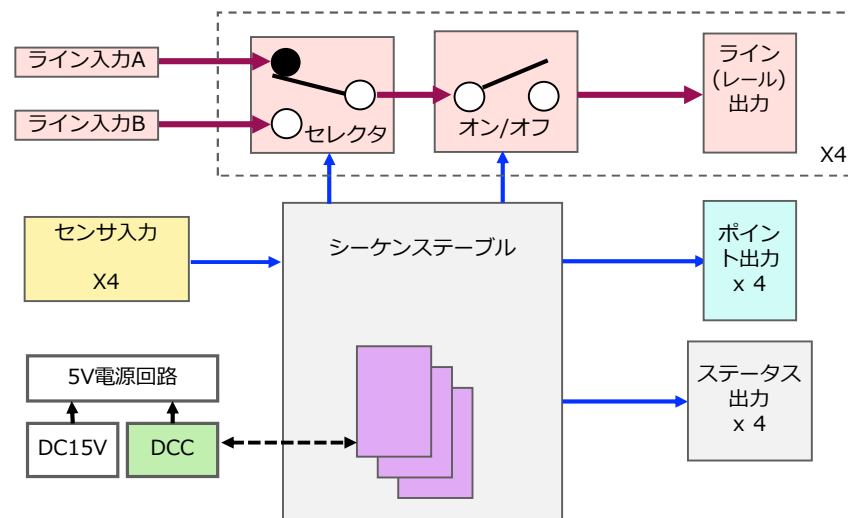 ライン入力A
ライン入力B
セレクタ
オン/オフ
ライン
(レール)
出力
X4
センサ入力
X4
シーケンステーブル
ポイン
ト出力
x 4
ステータス
出力
x 4
5V電源回路
DC15V
DCC